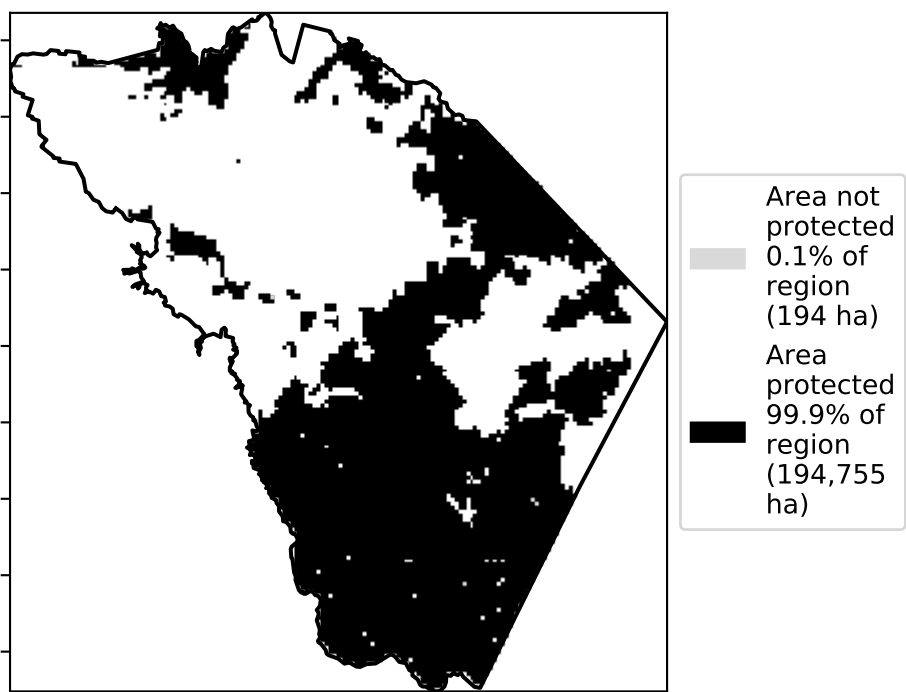 Area not
protected
0.1% of
region
(194 ha)
Area
protected
99.9% of
region
(194,755
ha)